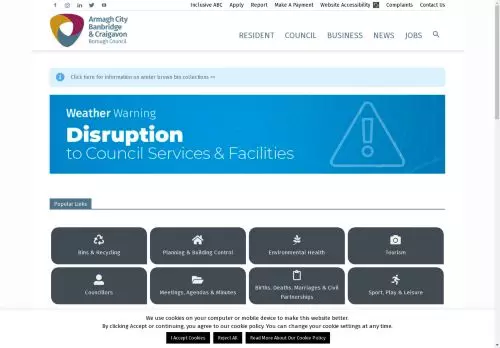 Inclusive ABC Apply Report Make A Payment Website Accessibility Complaints Contact Us
Armagh City
Banbridge
& Craigavon
Borough Council
RESIDENT COUNCIL BUSINESS NEWS JOBS
Click here for information on winter brown bin collections >>
Weather Warning
Disruption
to Council Services & Facilities
Popular Links
Bins & Recycling Planning & Building Control Environmental Health Tourism
Councillors Meetings, Agendas & Minutes Births, Deaths, Marriages & Civil Partnerships Sport, Play & Leisure
We use cookies on your computer or mobile device to make this website better.
By clicking Accept or continuing, you agree to our cookie policy. You can change your cookie settings at any time.
I Accept Cookies Reject All Read More About Our Cookie Policy